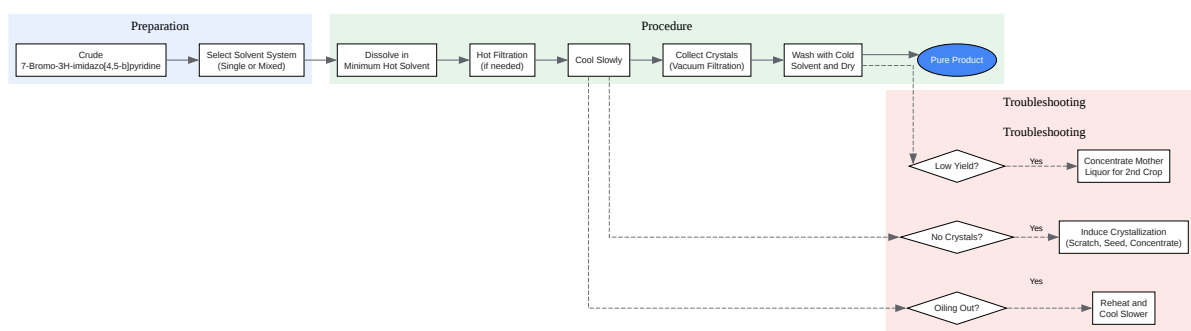 Preparation
Procedure
Crude
7-Bromo-3H-imidazo[4,5-b]pyridine
Select Solvent System
(Single or Mixed)
Dissolve in
Minimum Hot Solvent
Hot Filtration
(if needed)
Cool Slowly
Collect Crystals
(Vacuum Filtration)
Wash with Cold
Solvent and Dry
Pure Product
Troubleshooting
Troubleshooting
Low Yield?
Yes
Concentrate Mother
Liquor for 2nd Crop
No Crystals?
Yes
Induce Crystallization
(Scratch, Seed, Concentrate)
Oiling Out?
Yes
Reheat and
Cool Slower